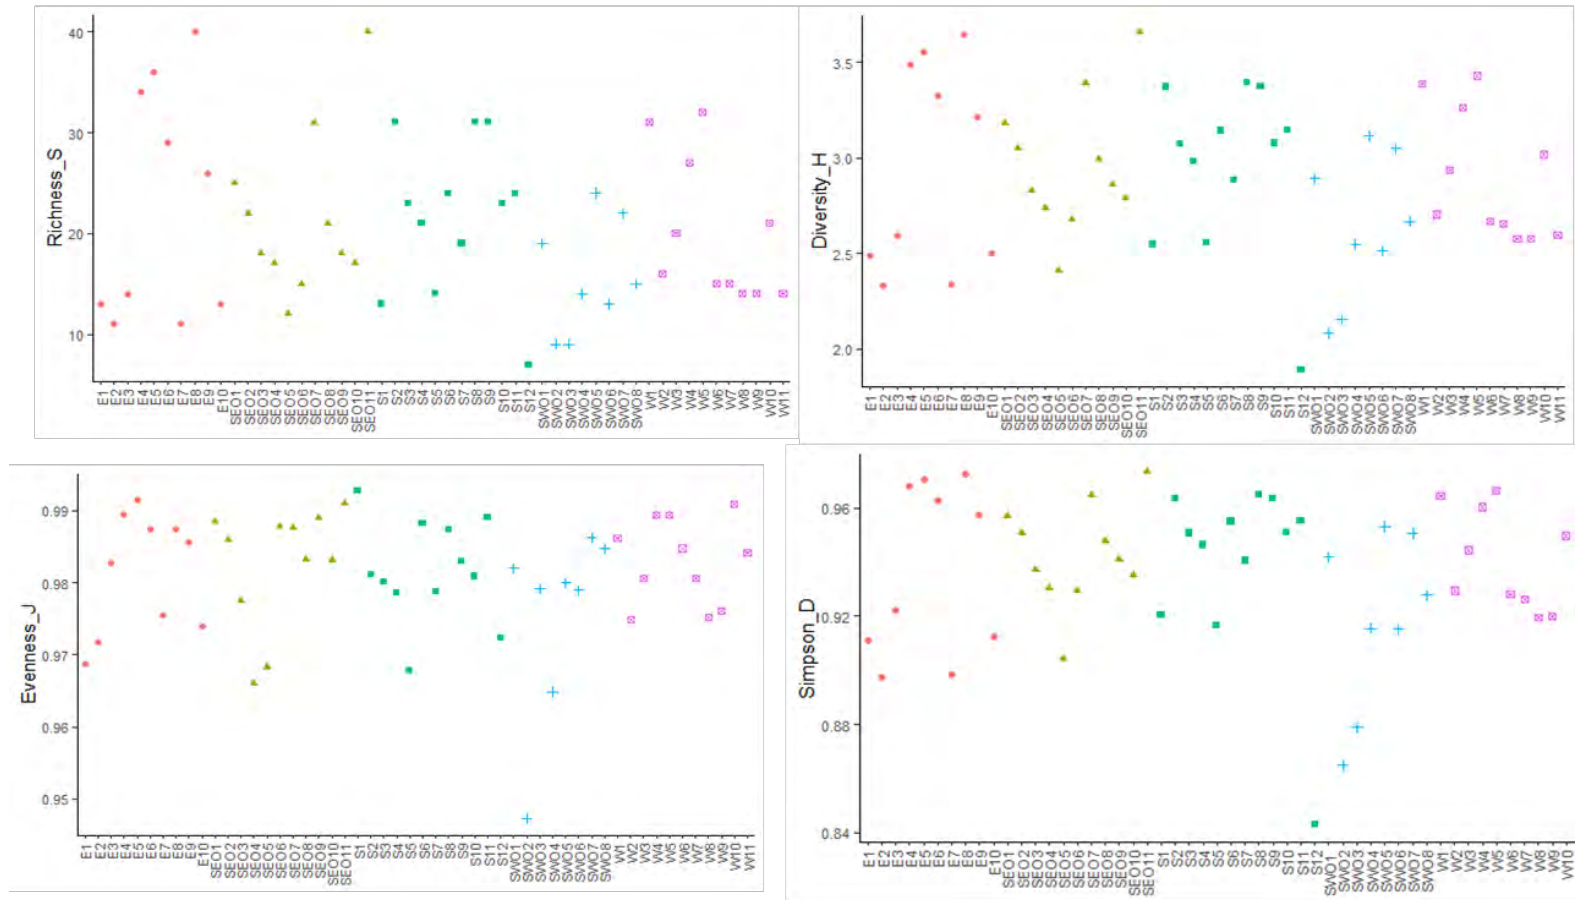 Richness_S
40
30
20
10
E1 E2 E3 E4 E5 E6 E7 E8 E9 E10 SEO1 SEO2 SEO3 SEO4 SEO5 SEO6 SEO7 SEO8 SEO9 SEO10 SEO11 S1 S2 S3 S4 S5 S6 S7 S8 S9 S10 S11 S12 SWO1 SWO2 SWO3 SWO4 SWO5 SWO6 SWO7 SWO8 W1 W2 W3 W4 W5 W6 W7 W8 W9 W10 W11
Diversity_H
3.5
3.0
2.5
2.0
E1 E2 E3 E4 E5 E6 E7 E8 E9 E10 SEO1 SEO2 SEO3 SEO4 SEO5 SEO6 SEO7 SEO8 SEO9 SEO10 SEO11 S1 S2 S3 S4 S5 S6 S7 S8 S9 S10 S11 S12 SWO1 SWO2 SWO3 SWO4 SWO5 SWO6 SWO7 SWO8 W1 W2 W3 W4 W5 W6 W7 W8 W9 W10 W11
Evenness_J
0.99
0.98
0.97
0.96
0.95
E1 E2 E3 E4 E5 E6 E7 E8 E9 E10 SEO1 SEO2 SEO3 SEO4 SEO5 SEO6 SEO7 SEO8 SEO9 SEO10 SEO11 S1 S2 S3 S4 S5 S6 S7 S8 S9 S10 S11 S12 SWO1 SWO2 SWO3 SWO4 SWO5 SWO6 SWO7 SWO8 W1 W2 W3 W4 W5 W6 W7 W8 W9 W10 W11
Simpson_D
0.96
0.92
0.88
0.84
E1 E2 E3 E4 E5 E6 E7 E8 E9 E10 SEO1 SEO2 SEO3 SEO4 SEO5 SEO6 SEO7 SEO8 SEO9 SEO10 SEO11 S1 S2 S3 S4 S5 S6 S7 S8 S9 S10 S11 S12 SWO1 SWO2 SWO3 SWO4 SWO5 SWO6 SWO7 SWO8 W1 W2 W3 W4 W5 W6 W7 W8 W9 W10